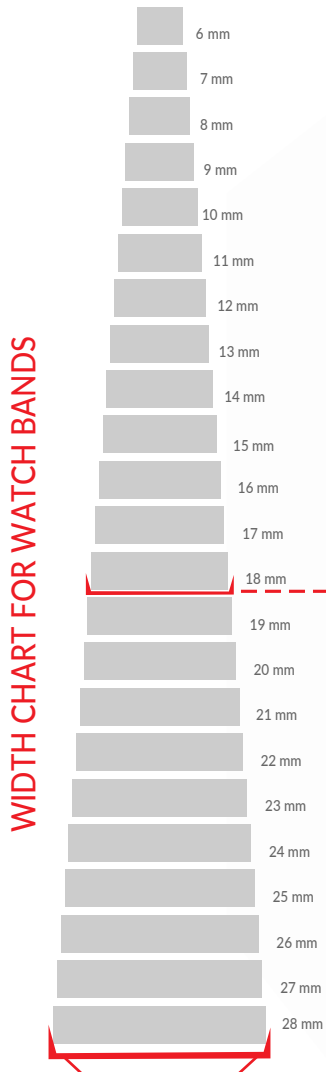 6 mm
7 mm
8 mm
9 mm
10 mm
11 mm
12 mm
13 mm
14 mm
15 mm
16 mm
17 mm
18 mm
19 mm
20 mm
21 mm
22 mm
23 mm
24 mm
25 mm
26 mm
27 mm
28 mm
WIDTH CHART FOR WATCH BANDS